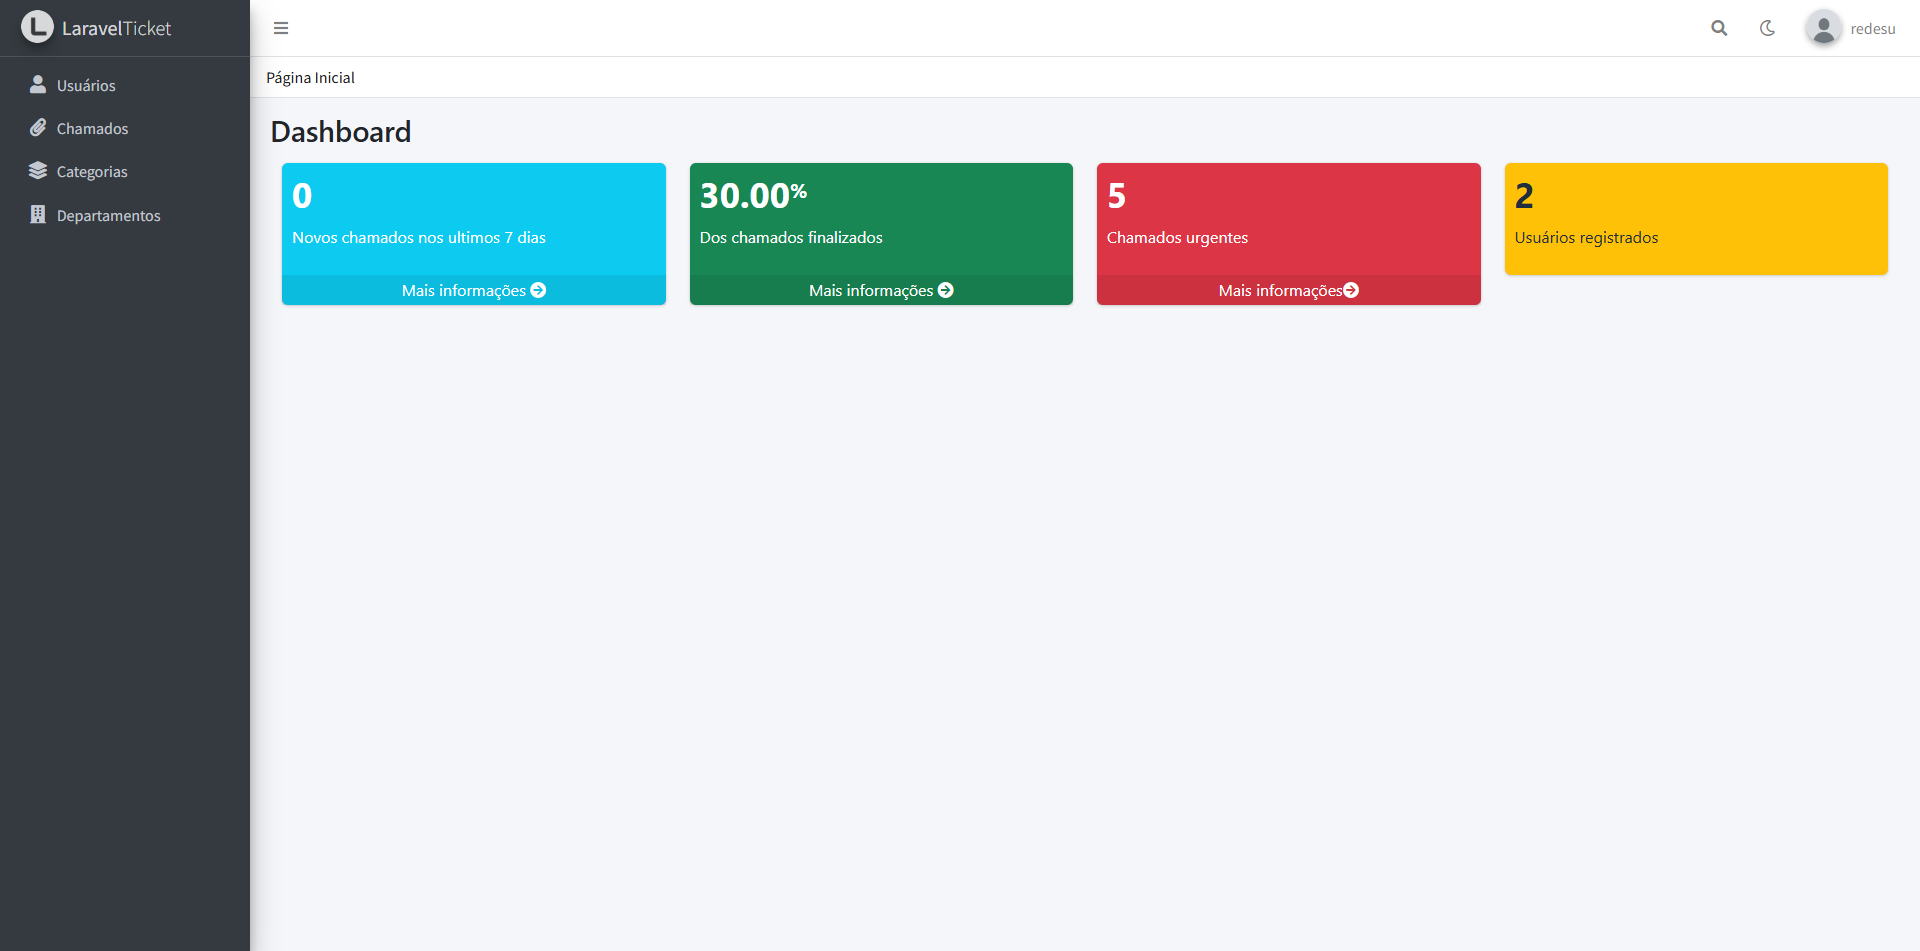 LaravelTicket
redesu
Usuários
Chamados
Categorias
Departamentos
Página Inicial
Dashboard
0
Novos chamados nos ultimos 7 dias
Mais informações
30.00%
Dos chamados finalizados
Mais informações
5
Chamados urgentes
Mais informações
2
Usuários registrados